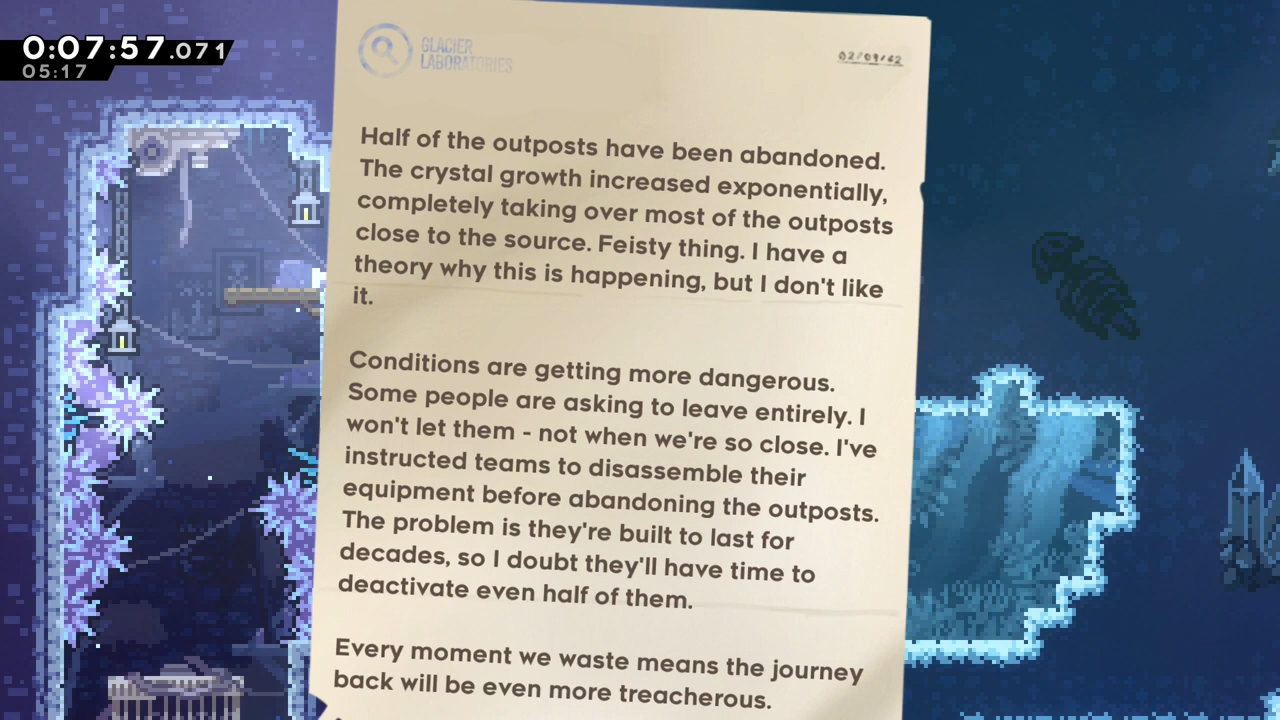 0:07:57.071
05:17
GLACIER
LABORATORIES
02/09/62
Half of the outposts have been abandoned.
The crystal growth increased exponentially,
completely taking over most of the outposts
close to the source. Feisty thing. I have a
theory why this is happening, but I don't like
it.
Conditions are getting more dangerous.
Some people are asking to leave entirely. I
won't let them - not when we're so close. I've
instructed teams to disassemble their
equipment before abandoning the outposts.
The problem is they're built to last for
decades, so I doubt they'll have time to
deactivate even half of them.
Every moment we waste means the journey
back will be even more treacherous.